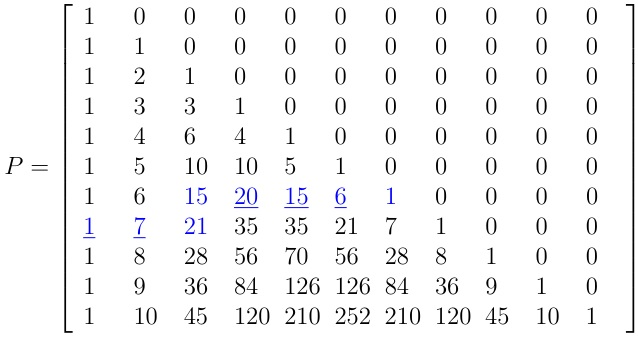 1 0 0 0 0 0 0 0 0 0 0
1 1 0 0 0 0 0 0 0 0 0
1 2 1 0 0 0 0 0 0 0 0
1 3 3 1 0 0 0 0 0 0 0
1 4 6 4 1 0 0 0 0 0 0
P = 1 5 10 10 5 1 0 0 0 0 0
1 6 15 20 15 6 1 0 0 0 0
1 7 21 35 35 21 7 1 0 0 0
1 8 28 56 70 56 28 8 1 0 0
1 9 36 84 126 126 84 36 9 1 0
1 10 45 120 210 252 210 120 45 10 1